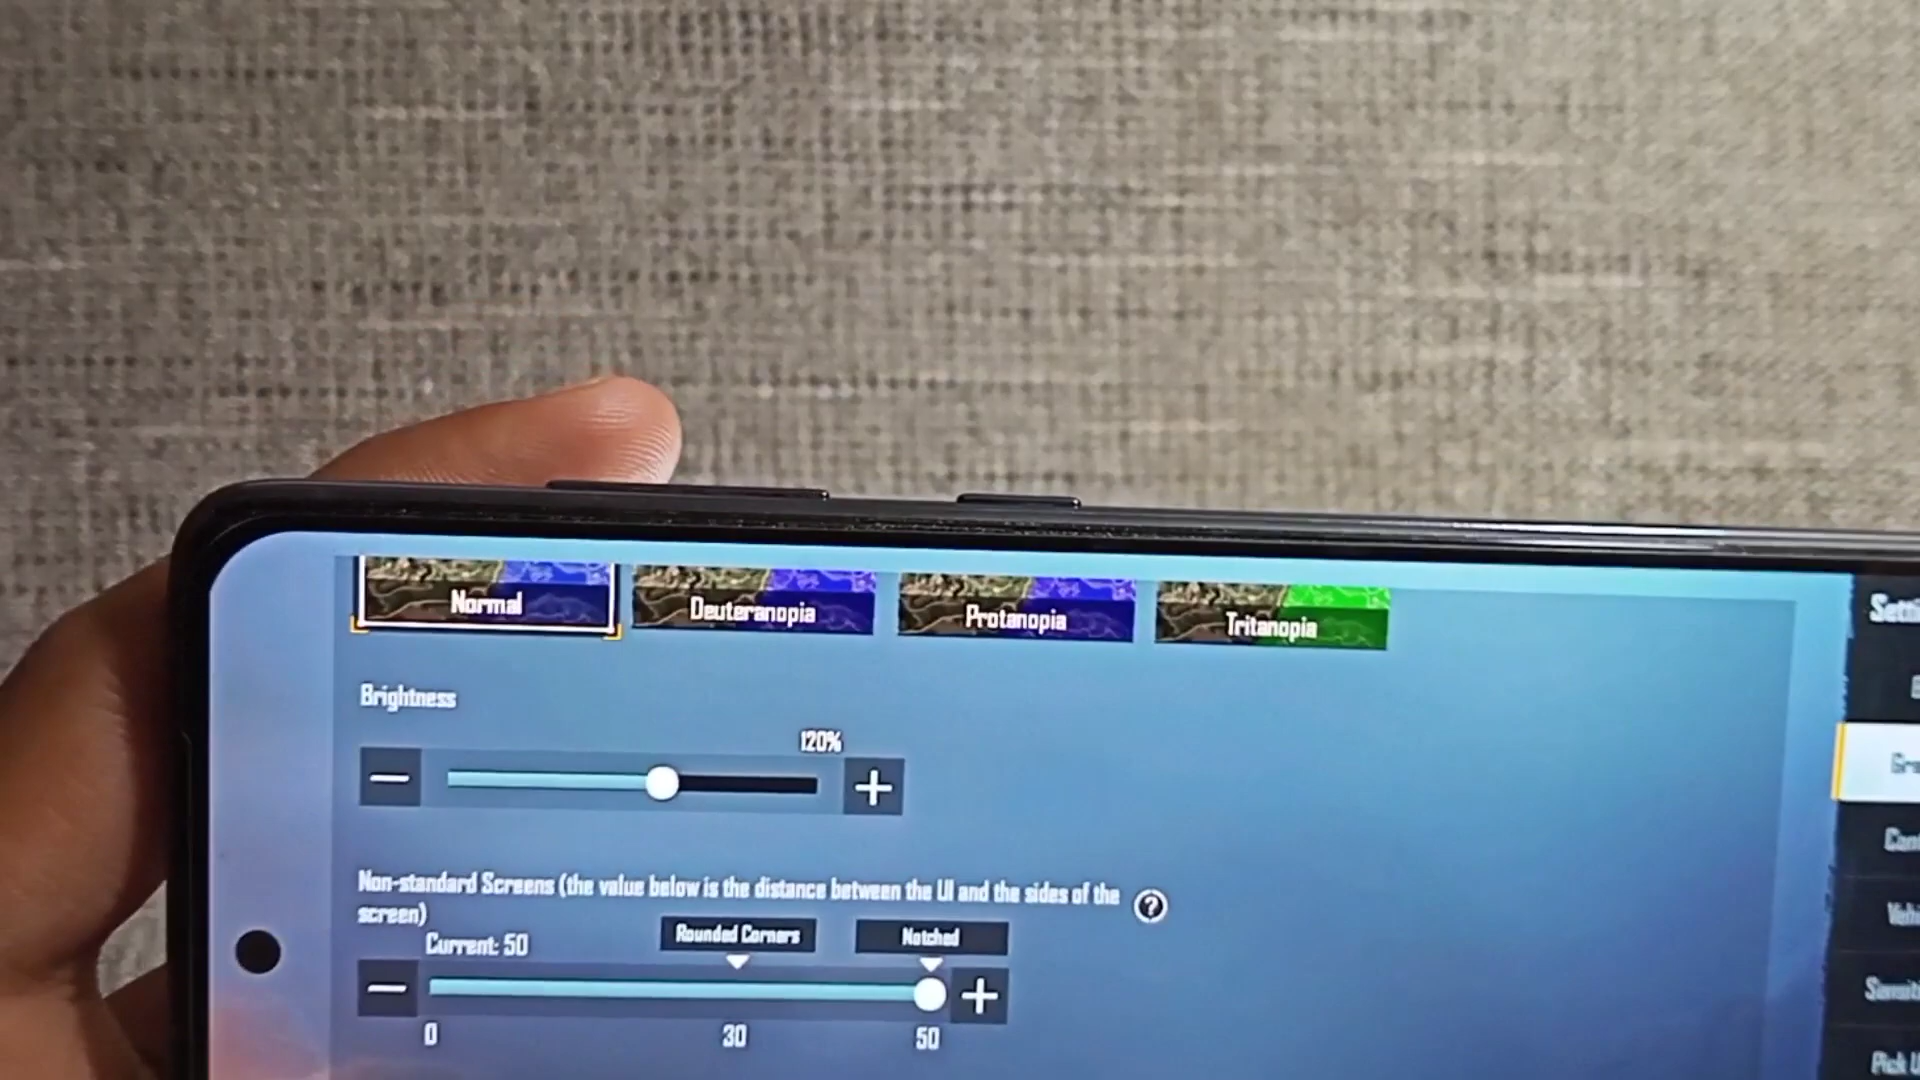 Normal
Deuteranopia
Protanopia
Tritanopia
Brightness
120%
Non-standard Screens (the value below is the distance between the UI and the sides of the
screen)
?
Current: 50
Rounded Corners
Notched
0
30
50